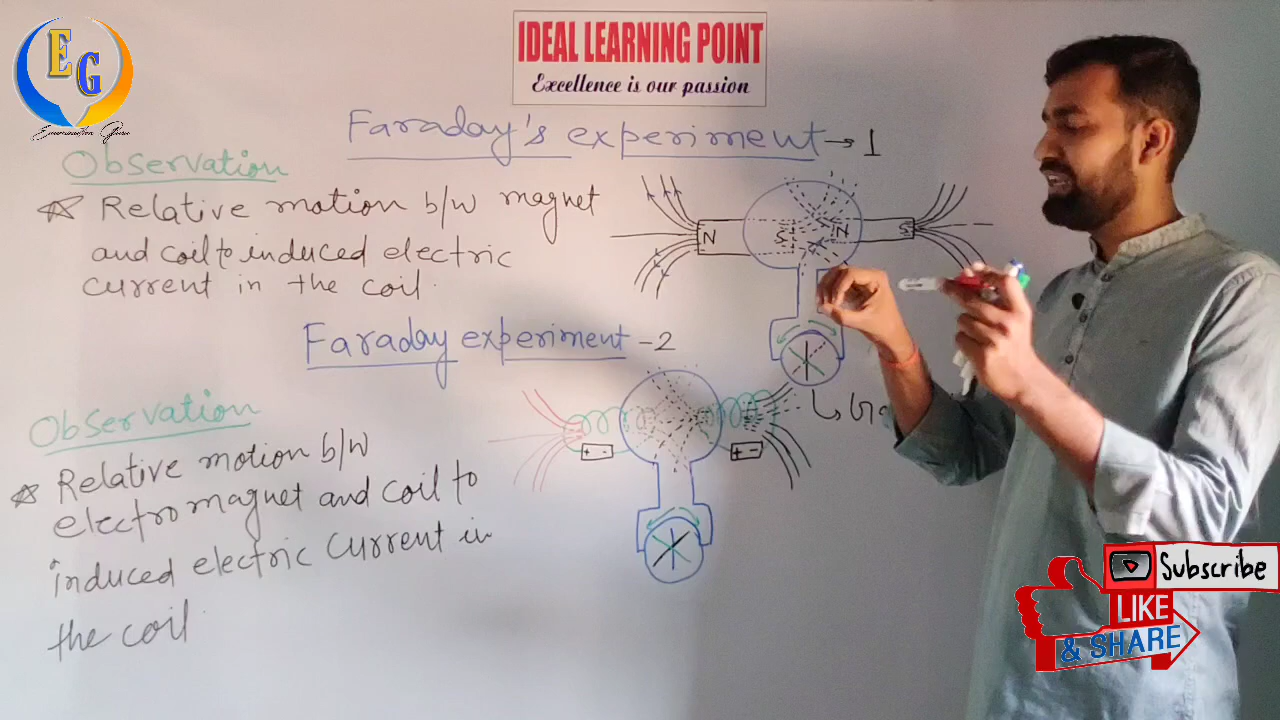 EG
IDEAL LEARNING POINT
Excellence is our passion
Faraday's experiment → 1
Observation
☆ Relative motion b/w magnet
and coil to induced electric
current in the coil.
N
S
N
S
Faraday experiment -2
Observation
☆ Relative motion b/w
electromagnet and coil to
induced electric current in
the coil.
+ -
+ -
Subscribe
LIKE
& SHARE